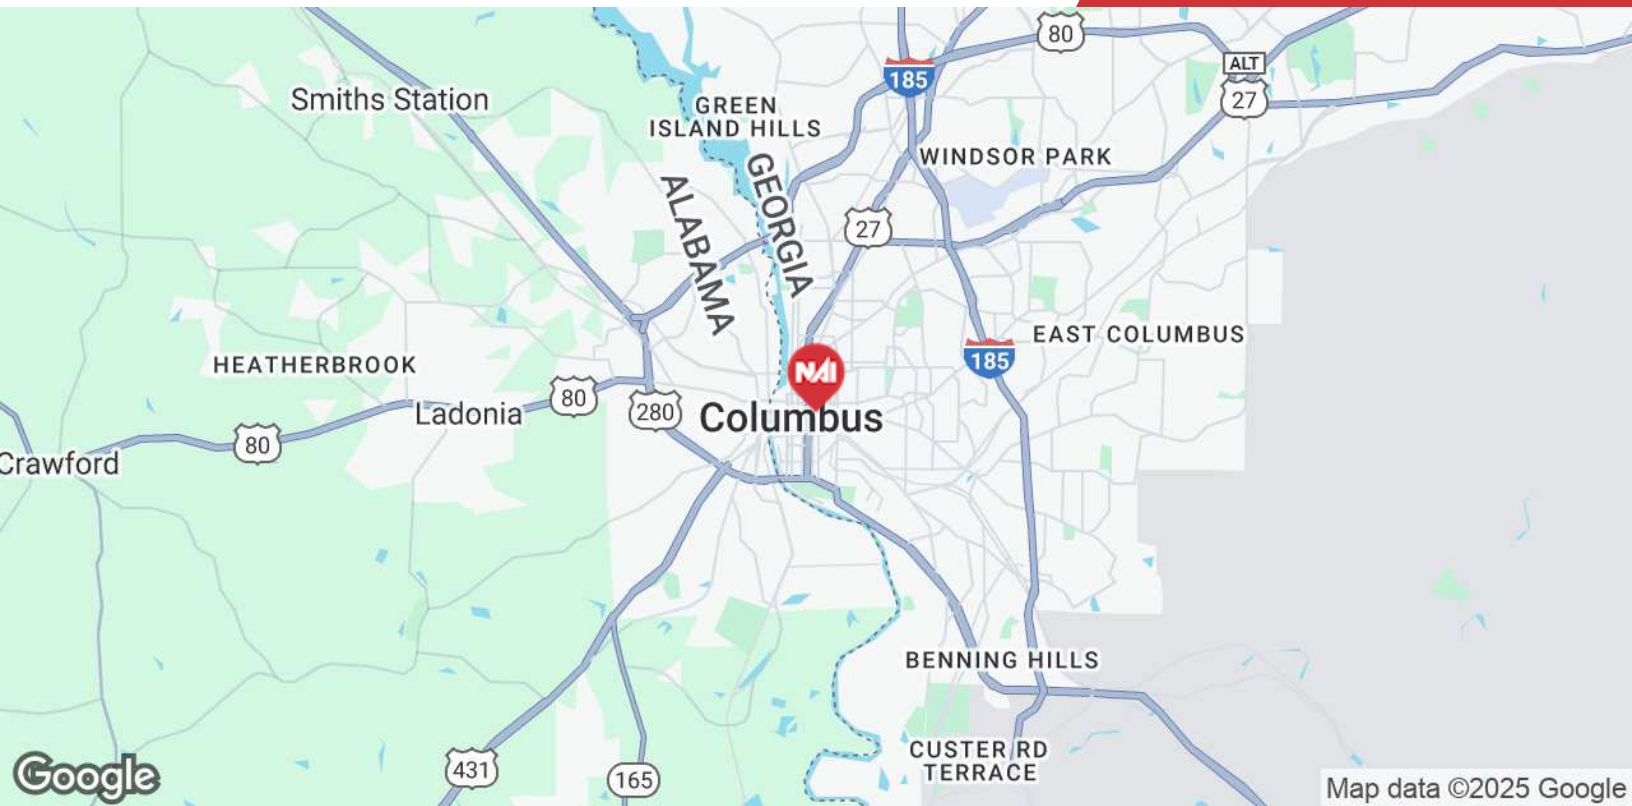 80
ALT
185
27
Smiths Station
GREEN
ISLAND HILLS
WINDSOR PARK
GEORGIA
ALABAMA
27
EAST COLUMBUS
185
HEATHERBROOK
NAI
80
Ladonia
280
Columbus
80
Crawford
BENNING HILLS
CUSTER RD
TERRACE
431
165
Google
Map data ©2025 Google